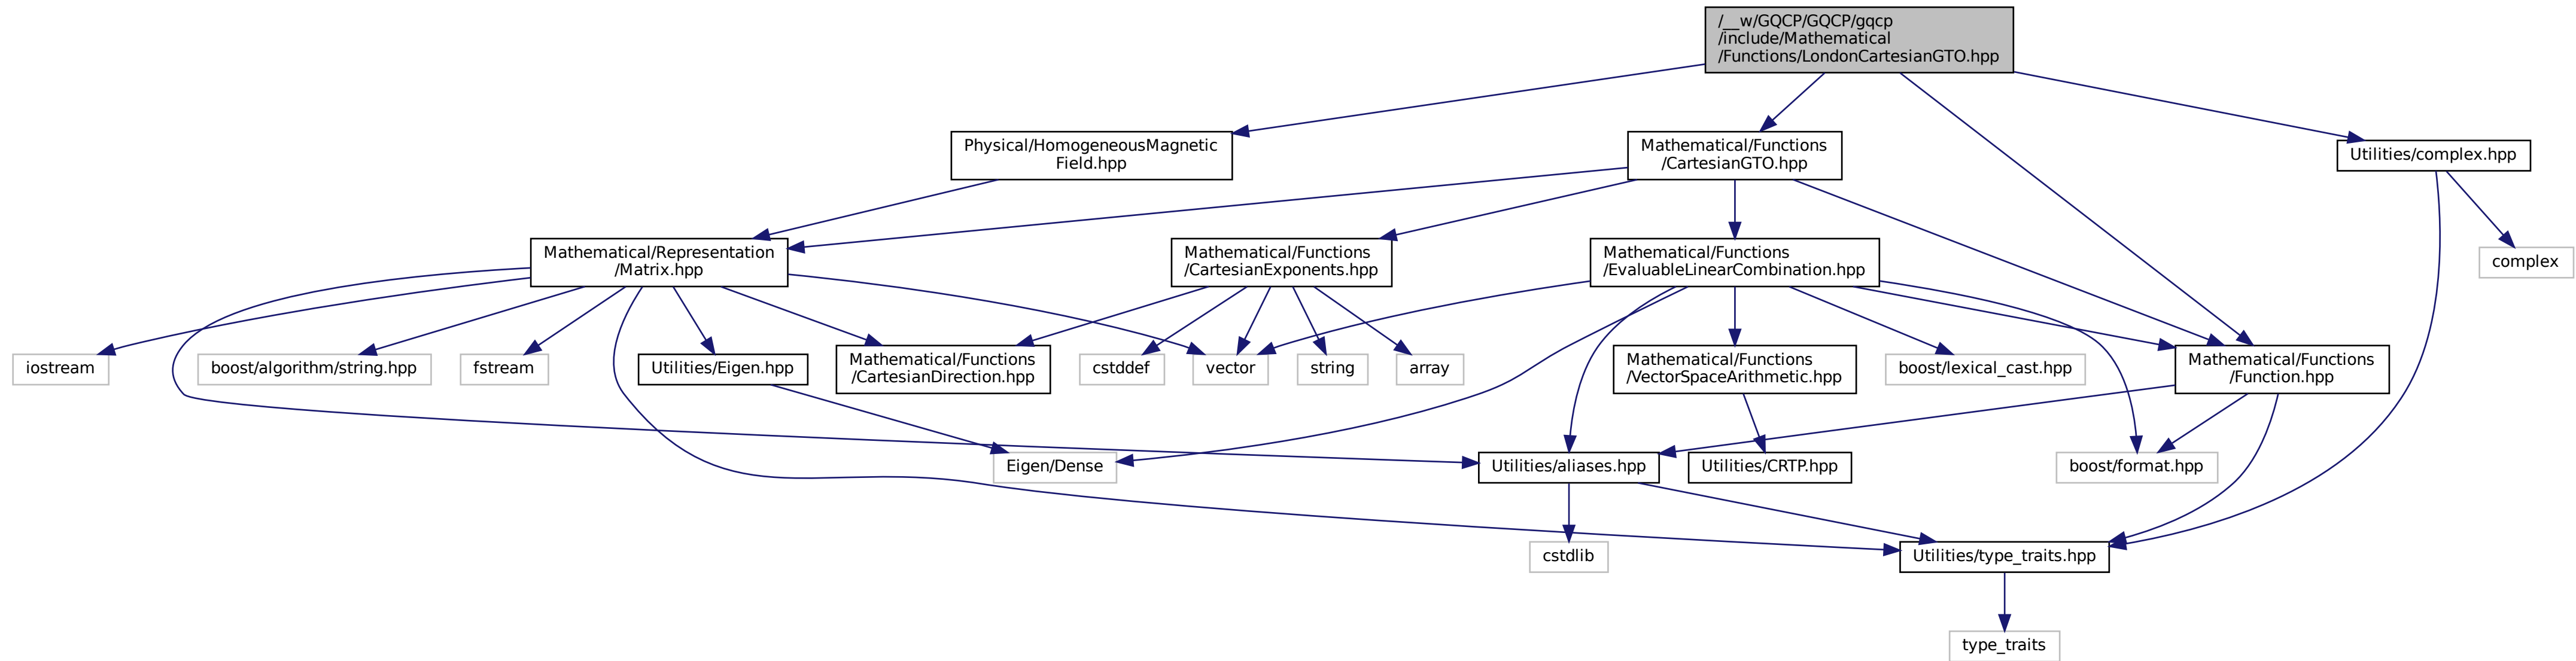 /__w/GQCP/GQCP/gqcp
/include/Mathematical
/Functions/LondonCartesianGTO.hpp
Physical/HomogeneousMagnetic
Field.hpp
Mathematical/Functions
/CartesianGTO.hpp
Utilities/complex.hpp
Mathematical/Representation
/Matrix.hpp
Mathematical/Functions
/CartesianExponents.hpp
Mathematical/Functions
/EvaluableLinearCombination.hpp
complex
iostream
boost/algorithm/string.hpp
fstream
Utilities/Eigen.hpp
Mathematical/Functions
/CartesianDirection.hpp
cstddef
vector
string
array
Mathematical/Functions
/VectorSpaceArithmetic.hpp
boost/lexical_cast.hpp
Mathematical/Functions
/Function.hpp
Eigen/Dense
Utilities/aliases.hpp
Utilities/CRTP.hpp
boost/format.hpp
cstdlib
Utilities/type_traits.hpp
type_traits